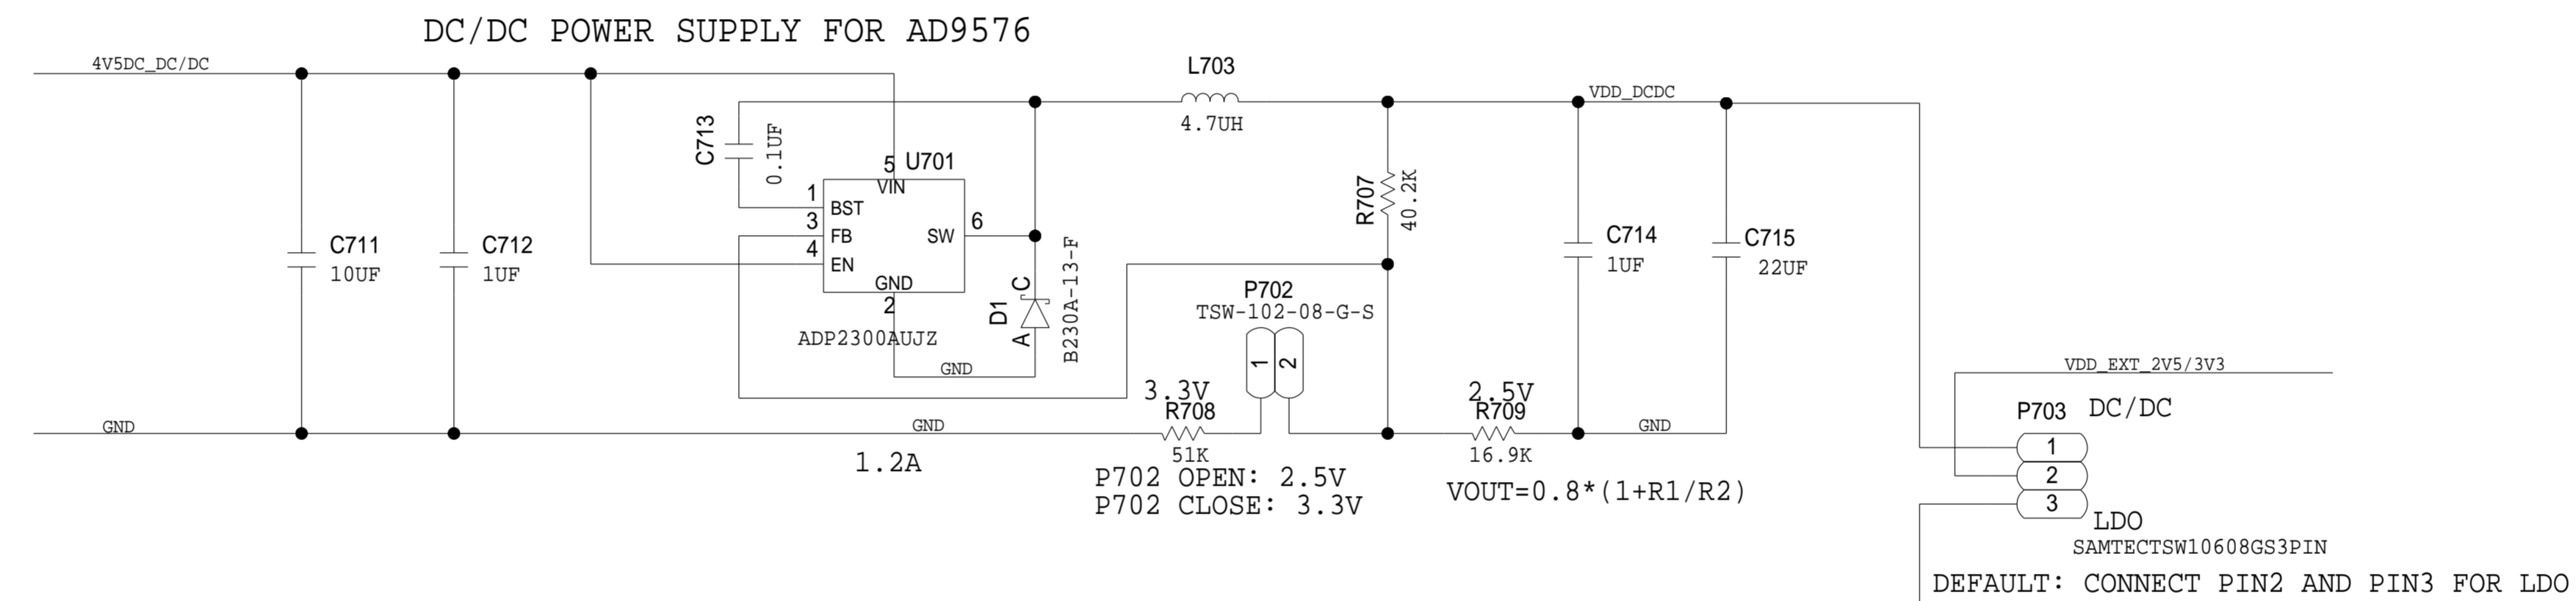 DC/DC POWER SUPPLY FOR AD9576
4V5DC_DC/DC
L703
4.7UH
VDD_DCDC
C713
0.1UF
5
U701
VIN
1
BST
3
FB
4
EN
SW
6
GND
2
ADP2300AUJZ
GND
D1
C
A
B230A-13-F
C711
10UF
C712
1UF
R707
40.2K
C714
1UF
C715
22UF
P702
TSW-102-08-G-S
1
2
3.3V
R708
51K
2.5V
R709
16.9K
GND
GND
GND
1.2A
P702 OPEN: 2.5V
P702 CLOSE: 3.3V
VOUT=0.8*(1+R1/R2)
VDD_EXT_2V5/3V3
P703
DC/DC
1
2
3
LDO
SAMTECTSW10608GS3PIN
DEFAULT: CONNECT PIN2 AND PIN3 FOR LDO